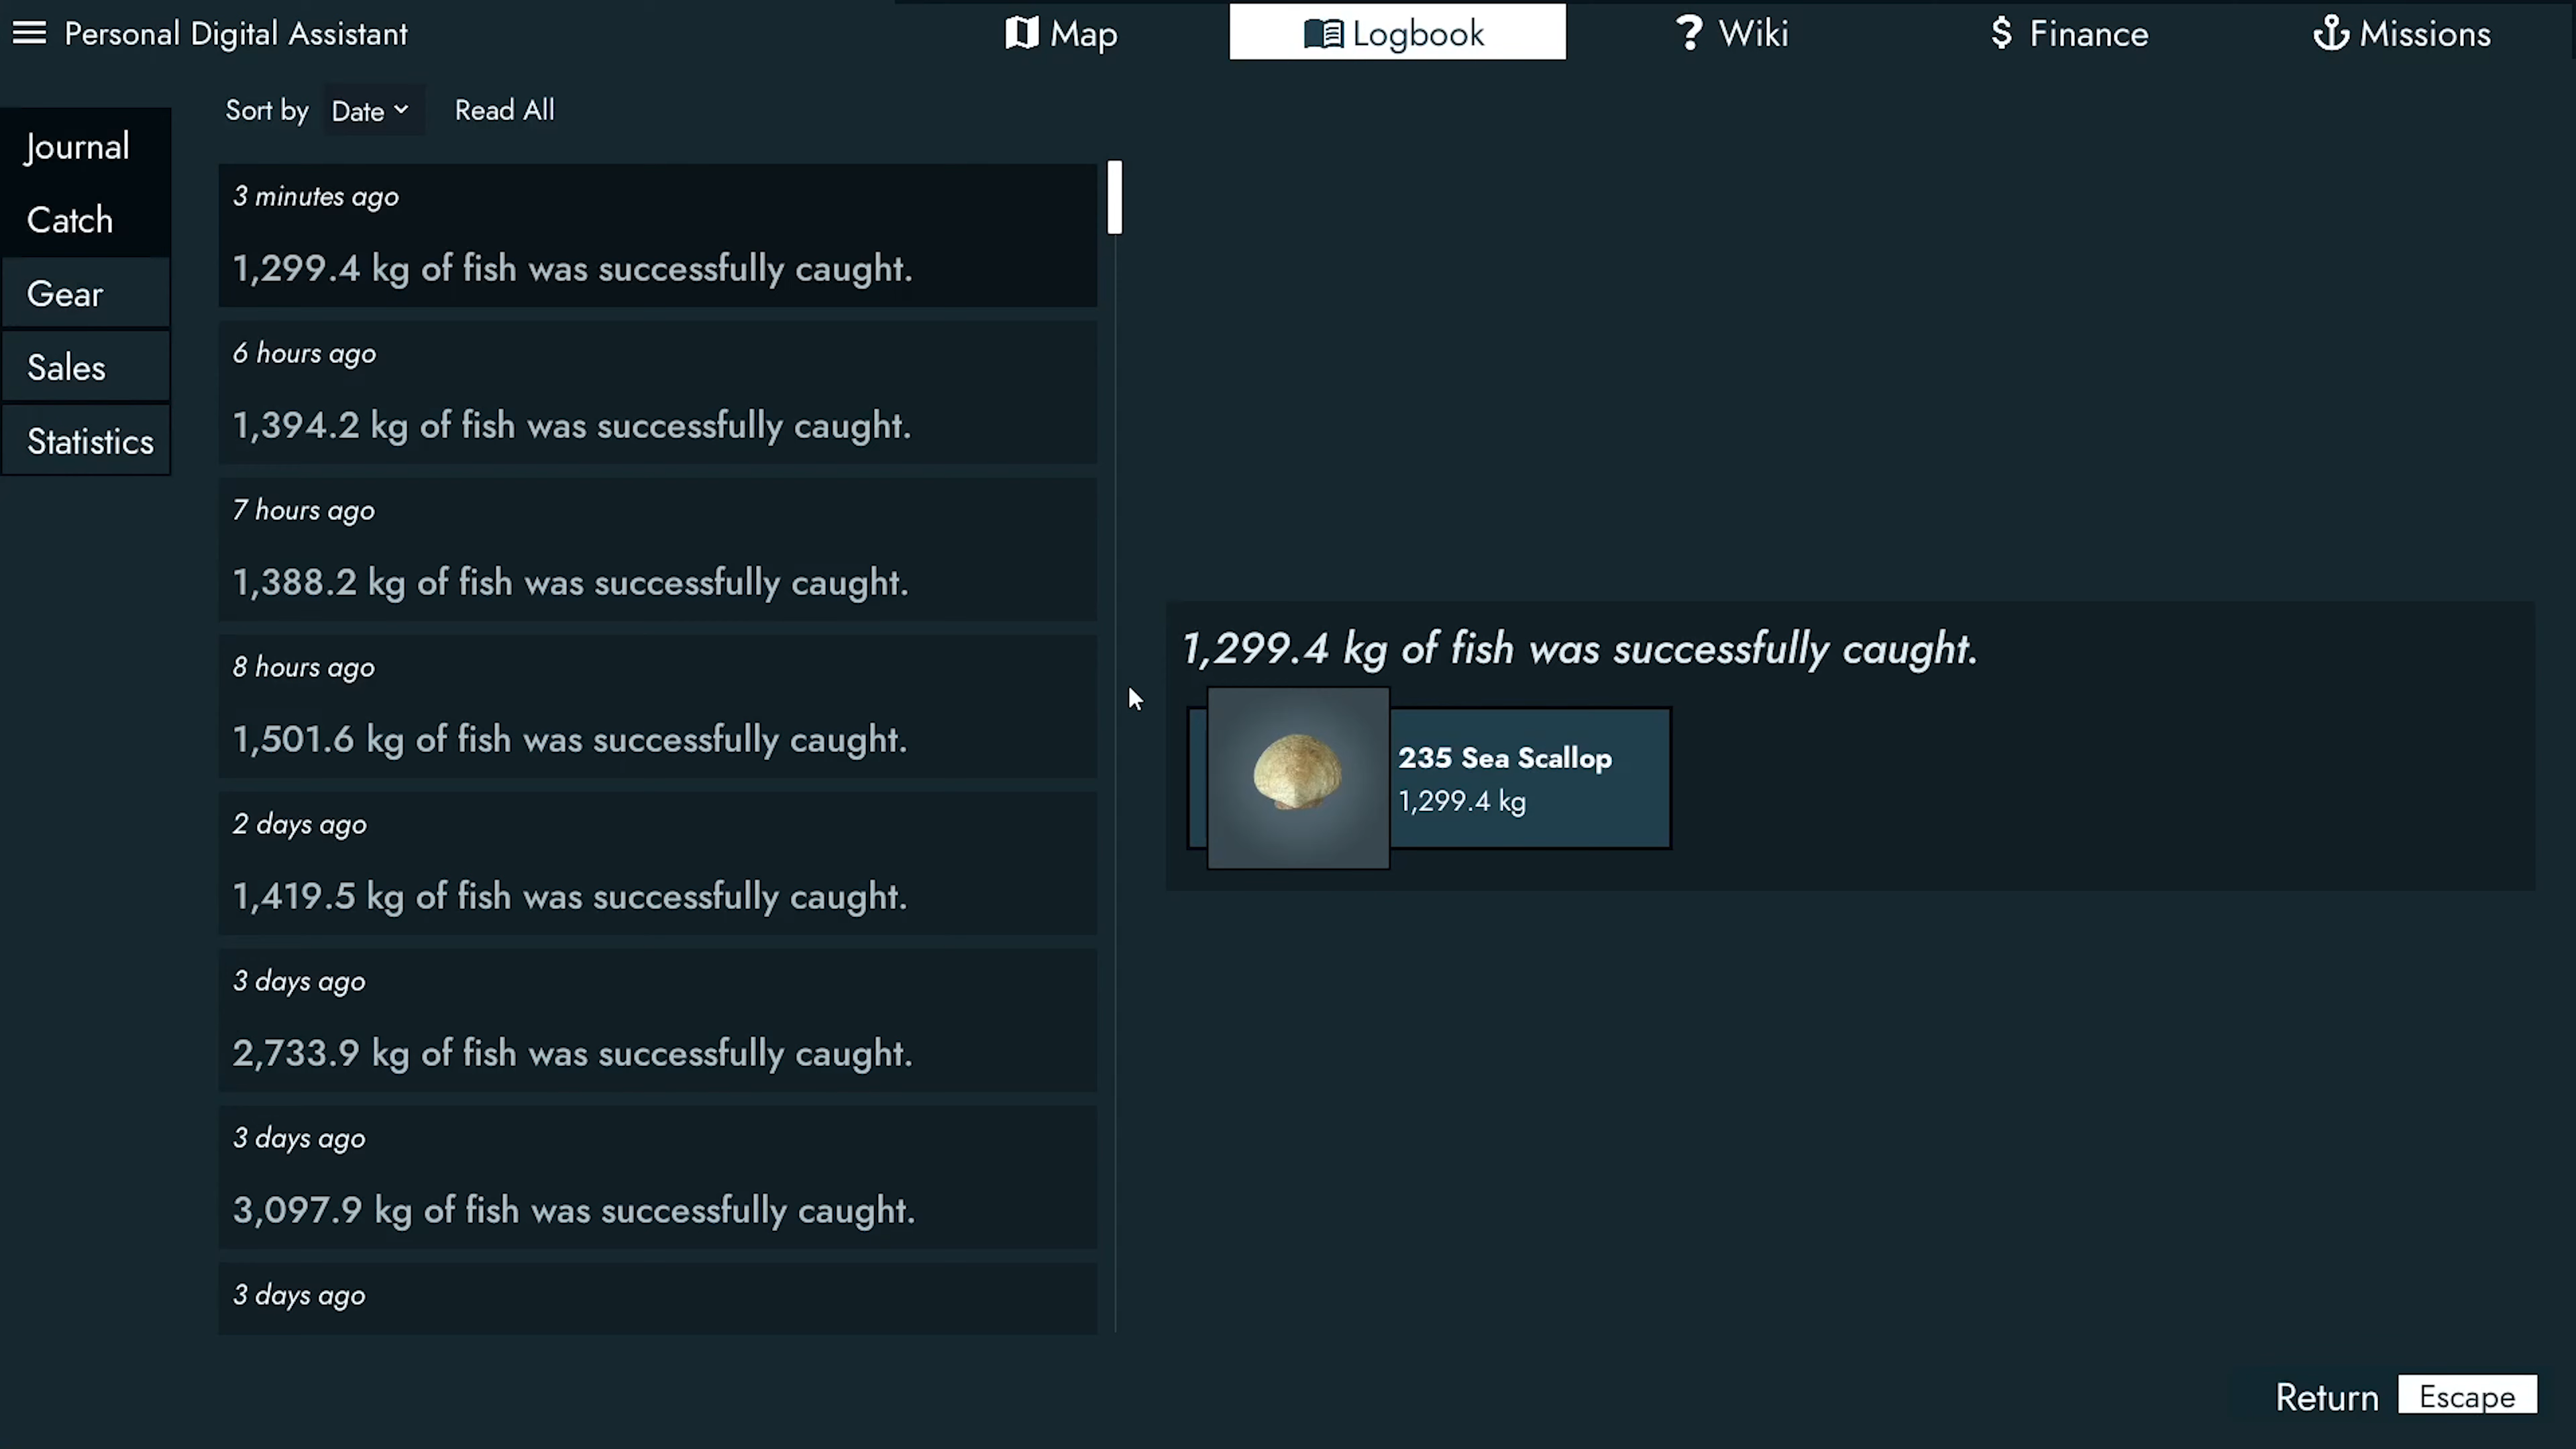 Personal Digital Assistant
Map
Logbook
? Wiki
$ Finance
Missions
Sort by Date
Read All
Journal
Catch
Gear
Sales
Statistics
3 minutes ago
1,299.4 kg of fish was successfully caught.
6 hours ago
1,394.2 kg of fish was successfully caught.
7 hours ago
1,388.2 kg of fish was successfully caught.
8 hours ago
1,501.6 kg of fish was successfully caught.
2 days ago
1,419.5 kg of fish was successfully caught.
3 days ago
2,733.9 kg of fish was successfully caught.
3 days ago
3,097.9 kg of fish was successfully caught.
3 days ago
1,299.4 kg of fish was successfully caught.
235 Sea Scallop
1,299.4 kg
Return Escape